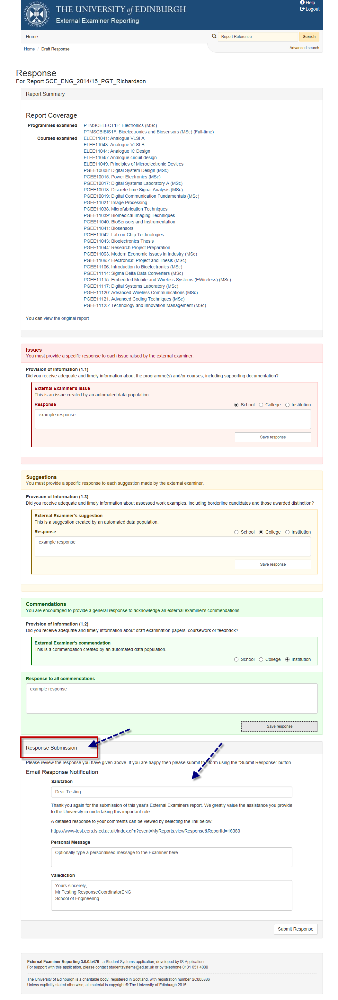 THE UNIVERSITY of EDINBURGH
External Examiner Reporting
Help
Logout
Home
Report Reference
Search
Home / Draft Response
Advanced search
Response
For Report SCE_ENG_2014/15_PGT_Richardson
Report Summary
Report Coverage
Programmes examined PTMSCELECT1F: Electronics (MSc)
PTMSCBIBIS1F: Bioelectronics and Biosensors (MSc) (Full-time)
Courses examined ELEE11041: Analogue VLSI A
ELEE11043: Analogue VLSI B
ELEE11044: Analogue IC Design
ELEE11045: Analogue circuit design
ELEE11049: Principles of Microelectronic Devices
PGEE10008: Digital System Design (MSc)
PGEE10015: Power Electronics (MSc)
PGEE10017: Digital Systems Laboratory A (MSc)
PGEE10018: Discrete-time Signal Analysis (MSc)
PGEE10019: Digital Communication Fundamentals (MSc)
PGEE11021: Image Processing
PGEE11038: Microfabrication Techniques
PGEE11039: Biomedical Imaging Techniques
PGEE11040: BioSensors and Instrumentation
PGEE11041: Biosensors
PGEE11042: Lab-on-Chip Technologies
PGEE11043: Bioelectronics Thesis
PGEE11044: Research Project Preparation
PGEE11063: Modern Economic Issues in Industry (MSc)
PGEE11065: Electronics: Project and Thesis (MSc)
PGEE11106: Introduction to Bioelectronics (MSc)
PGEE11114: Sigma Delta Data Converters (MSc)
PGEE11115: Embedded Mobile and Wireless Systems (EWireless) (MSc)
PGEE11117: Digital Systems Laboratory (MSc)
PGEE11120: Advanced Wireless Communications (MSc)
PGEE11121: Advanced Coding Techniques (MSc)
PGEE11125: Technology and Innovation Management (MSc)
You can view the original report
Issues
You must provide a specific response to each issue raised by the external examiner.
Provision of Information (1.1)
Did you receive adequate and timely information about the programme(s) and/or courses, including supporting documentation?
External Examiner's issue
This is an issue created by an automated data population.
Response School College Institution
example response
Save response
Suggestions
You must provide a specific response to each suggestion made by the external examiner.
Provision of Information (1.3)
Did you receive adequate and timely information about assessed work examples, including borderline candidates and those awarded distinction?
External Examiner's suggestion
This is a suggestion created by an automated data population.
Response School College Institution
example response
Save response
Commendations
You are encouraged to provide a general response to acknowledge an external examiner's commendations.
Provision of Information (1.2)
Did you receive adequate and timely information about draft examination papers, coursework or feedback?
External Examiner's commendation
This is a commendation created by an automated data population.
School College Institution
Response to all commendations
example response
Save response
Response Submission
Please review the response you have given above. If you are happy then please submit the form using the "Submit Response" button.
Email Response Notification
Salutation
Dear Testing
Thank you again for the submission of this year's External Examiners report. We greatly value the assistance you provide
to the University in undertaking this important role.
A detailed response to your comments can be viewed by selecting the link below:
https://www-test.eers.is.ed.ac.uk/index.cfm?event=MyReports:viewResponse&ReportId=16080
Personal Message
Optionally type a personalised message to the Examiner here.
Valediction
Yours sincerely,
Mr Testing ResponseCoordinatorENG
School of Engineering
Submit Response
External Examiner Reporting 3.0.0.b479 - a Student Systems application, developed by IS Applications
For support with this application, please contact studentsystems@ed.ac.uk or by telephone 0131 651 4000
The University of Edinburgh is a charitable body, registered in Scotland, with registration number SC005336
Unless explicitly stated otherwise, all material is copyright © The University of Edinburgh 2015